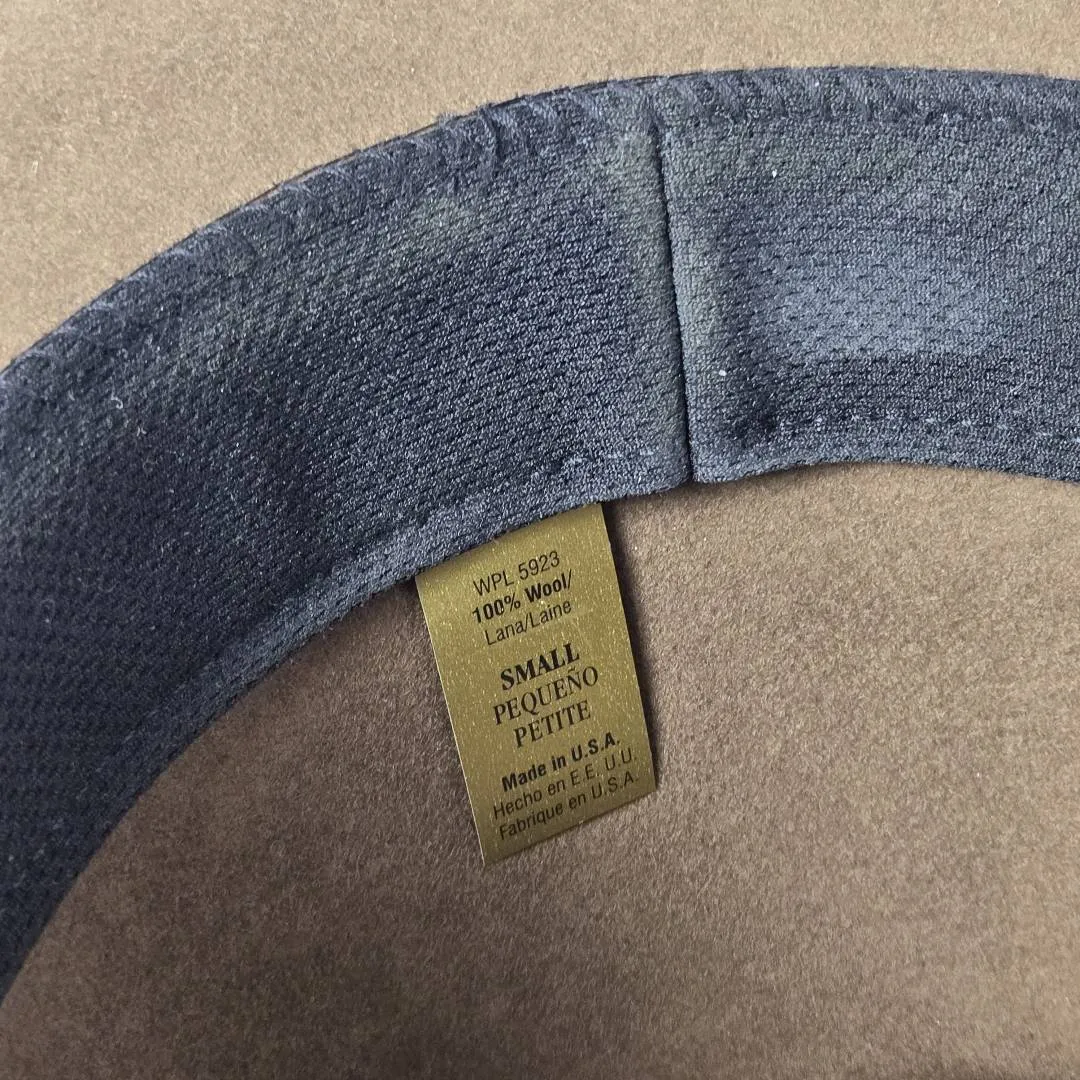 WPL 5923
100% Wool/
Lana/Laine
SMALL
PEQUEÑO
PETITE
Made in U.S.A.
Hecho en E.E. U.U.
Fabrique en U.S.A.